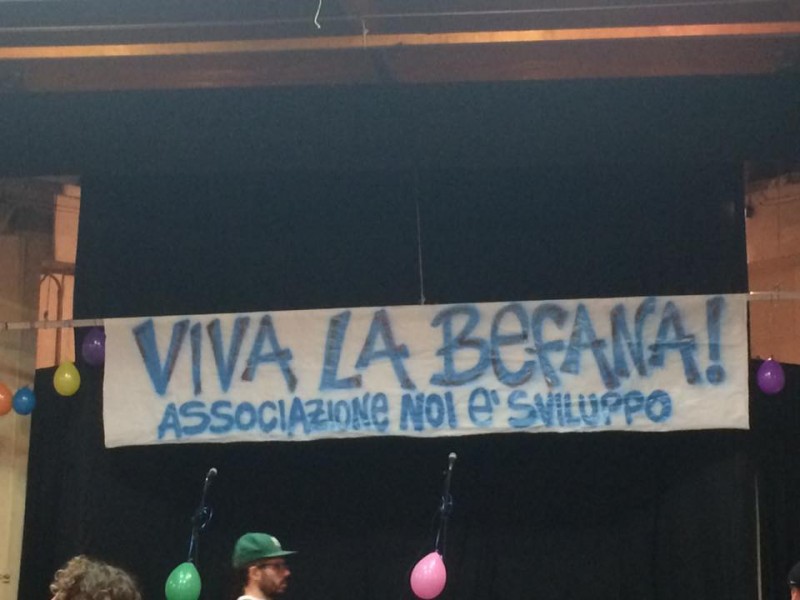 VIVA LA BEFANA!
ASSOCIAZIONE NOI è SVILUPPO